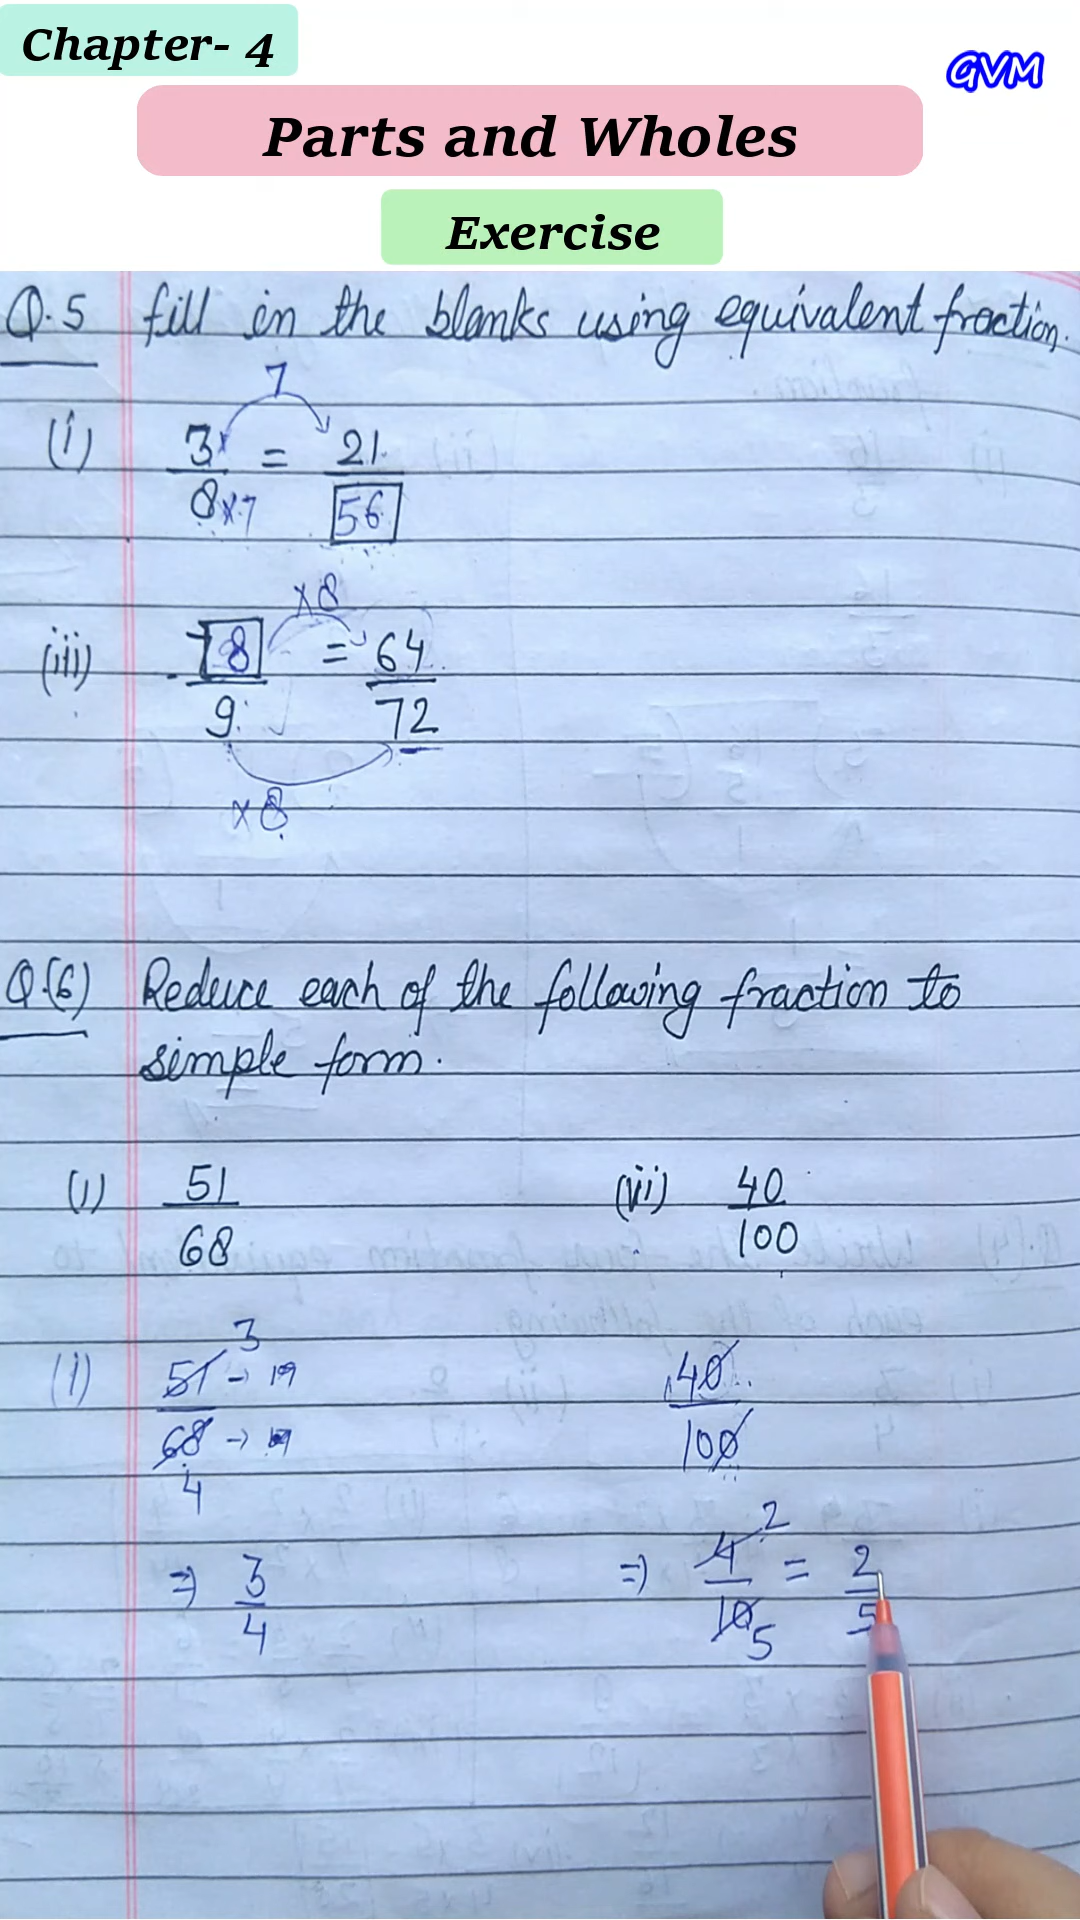 Chapter- 4
GVM
Parts and Wholes
Exercise
Q.5 fill in the blanks using equivalent fraction.
7
(i) 3/8×7 = 21/56
×8
(iii) 8/9 = 64/72
×8
Q.(6) Reduce each of the following fraction to
simple form.
(i) 51/68 (vii) 40/100
3
(i) 51 → 17
68 → 17
4
40/100
⇒ 3/4
⇒ 4/10 = 2/5
2
5